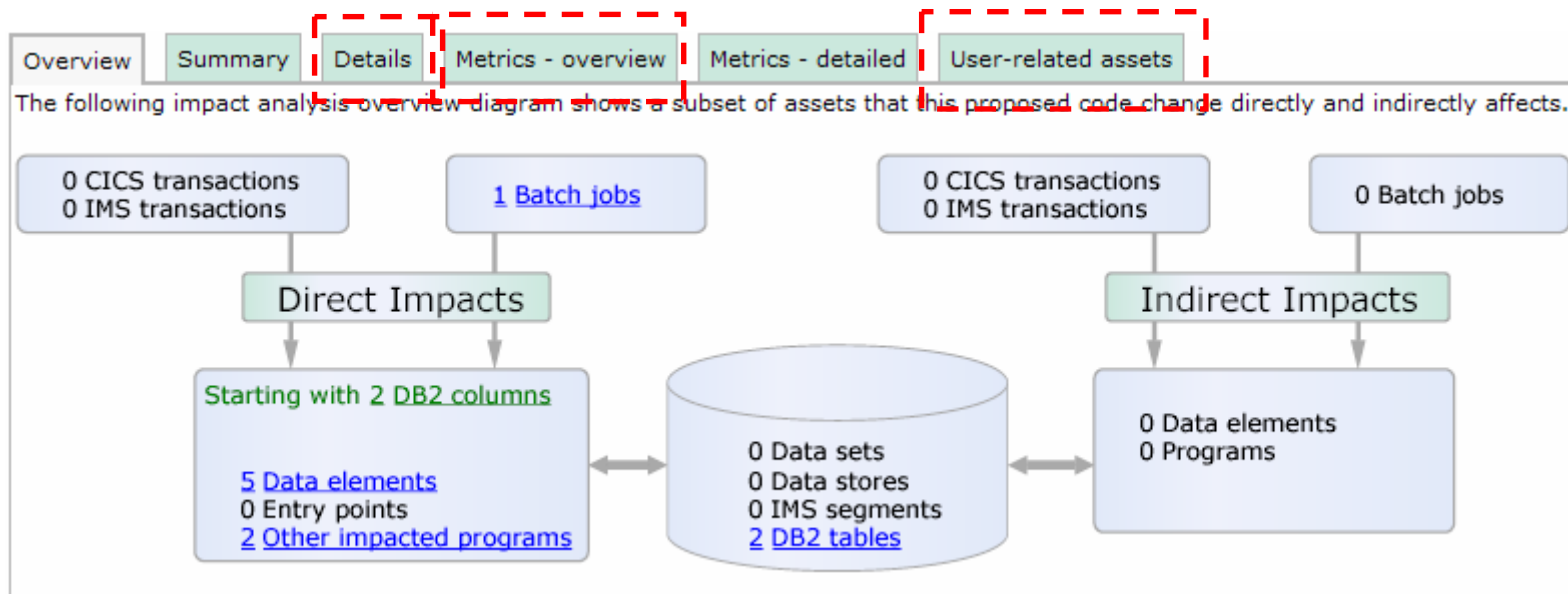 Overview
Summary
Details
Metrics - overview
Metrics - detailed
User-related assets
The following impact analysis overview diagram shows a subset of assets that this proposed code change directly and indirectly affects.
0 CICS transactions
0 IMS transactions
1 Batch jobs
0 CICS transactions
0 IMS transactions
0 Batch jobs
Direct Impacts
Indirect Impacts
Starting with 2 DB2 columns
5 Data elements
0 Entry points
2 Other impacted programs
0 Data sets
0 Data stores
0 IMS segments
2 DB2 tables
0 Data elements
0 Programs